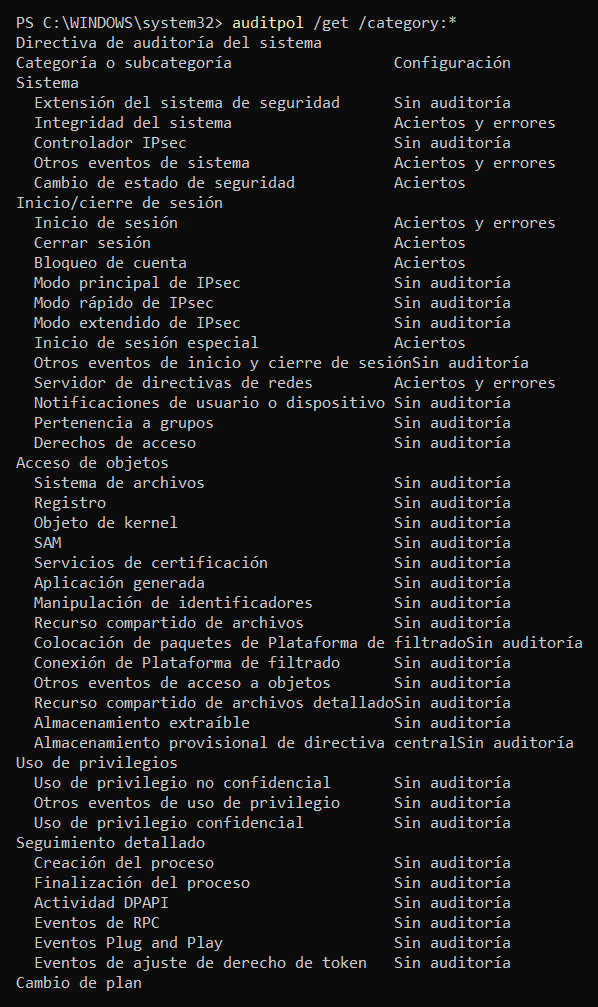 PS C:\WINDOWS\system32> auditpol /get /category:*
Directiva de auditoría del sistema
Categoría o subcategoría                  Configuración
Sistema
  Extensión del sistema de seguridad      Sin auditoría
  Integridad del sistema                  Aciertos y errores
  Controlador IPsec                       Sin auditoría
  Otros eventos de sistema                Aciertos y errores
  Cambio de estado de seguridad           Aciertos
Inicio/cierre de sesión
  Inicio de sesión                        Aciertos y errores
  Cerrar sesión                           Aciertos
  Bloqueo de cuenta                       Aciertos
  Modo principal de IPsec                 Sin auditoría
  Modo rápido de IPsec                    Sin auditoría
  Modo extendido de IPsec                 Sin auditoría
  Inicio de sesión especial               Aciertos
  Otros eventos de inicio y cierre de sesiónSin auditoría
  Servidor de directivas de redes         Aciertos y errores
  Notificaciones de usuario o dispositivo Sin auditoría
  Pertenencia a grupos                    Sin auditoría
  Derechos de acceso                      Sin auditoría
Acceso de objetos
  Sistema de archivos                     Sin auditoría
  Registro                                Sin auditoría
  Objeto de kernel                        Sin auditoría
  SAM                                     Sin auditoría
  Servicios de certificación              Sin auditoría
  Aplicación generada                     Sin auditoría
  Manipulación de identificadores         Sin auditoría
  Recurso compartido de archivos          Sin auditoría
  Colocación de paquetes de Plataforma de filtradoSin auditoría
  Conexión de Plataforma de filtrado      Sin auditoría
  Otros eventos de acceso a objetos       Sin auditoría
  Recurso compartido de archivos detalladoSin auditoría
  Almacenamiento extraíble                Sin auditoría
  Almacenamiento provisional de directiva centralSin auditoría
Uso de privilegios
  Uso de privilegio no confidencial       Sin auditoría
  Otros eventos de uso de privilegio      Sin auditoría
  Uso de privilegio confidencial          Sin auditoría
Seguimiento detallado
  Creación del proceso                    Sin auditoría
  Finalización del proceso                Sin auditoría
  Actividad DPAPI                         Sin auditoría
  Eventos de RPC                          Sin auditoría
  Eventos Plug and Play                   Sin auditoría
  Eventos de ajuste de derecho de token   Sin auditoría
Cambio de plan